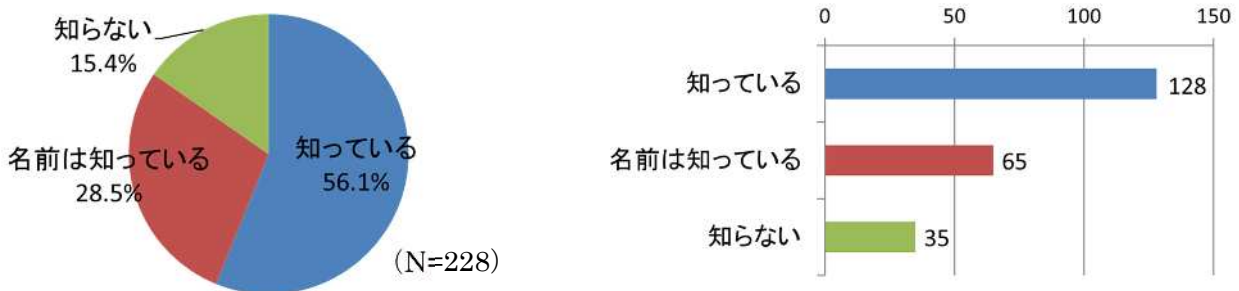 知らない
15.4%
名前は知っている
28.5%
知っている
56.1%
(N=228)
0 50 100 150
知っている 128
名前は知っている 65
知らない 35